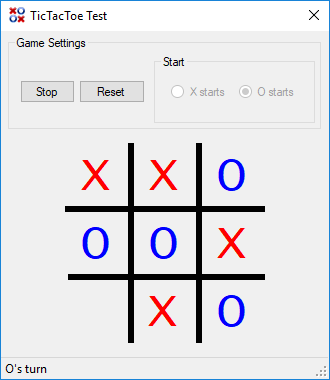 TicTacToe Test
Game Settings
Stop Reset
Start
X starts O starts
X X O
O O X
X O
O's turn